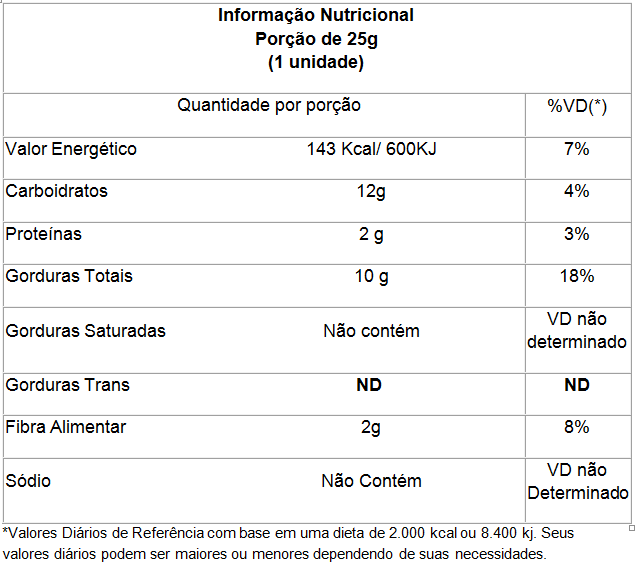 Informação Nutricional
Porção de 25g
(1 unidade)
Quantidade por porção %VD(*)
Valor Energético 143 Kcal/ 600KJ 7%
Carboidratos 12g 4%
Proteínas 2 g 3%
Gorduras Totais 10 g 18%
Gorduras Saturadas Não contém VD não
determinado
Gorduras Trans ND ND
Fibra Alimentar 2g 8%
Sódio Não Contém VD não
Determinado
*Valores Diários de Referência com base em uma dieta de 2.000 kcal ou 8.400 kj. Seus
valores diários podem ser maiores ou menores dependendo de suas necessidades.